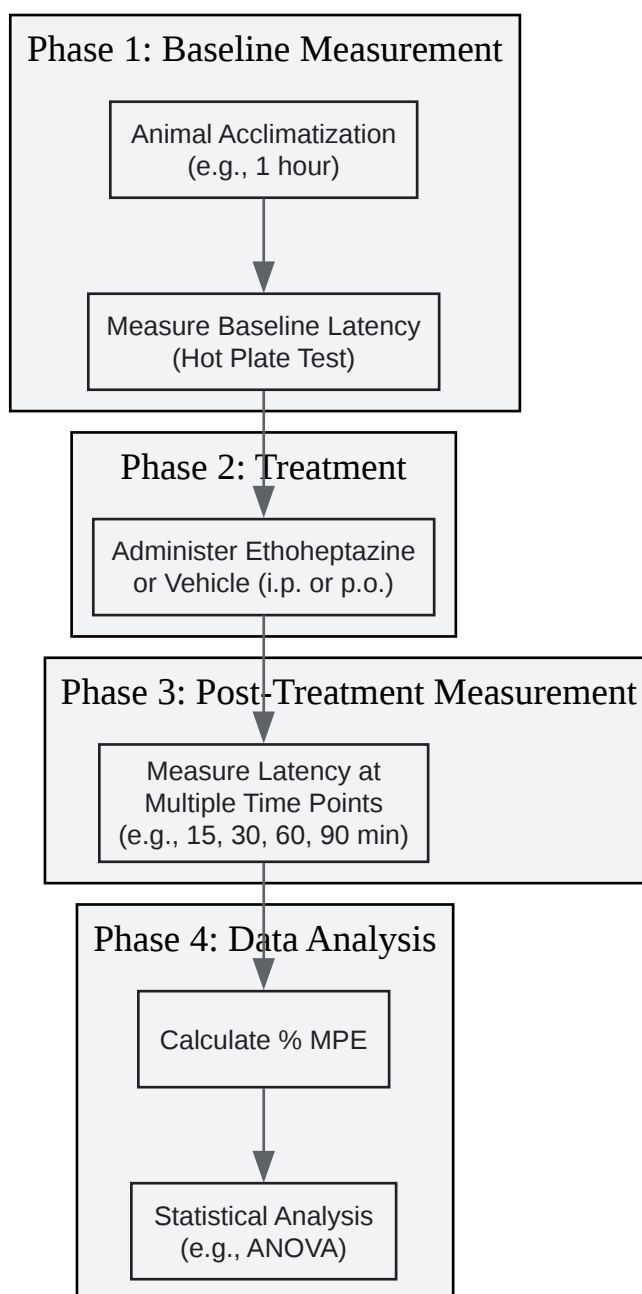 Phase 1: Baseline Measurement
Animal Acclimatization
(e.g., 1 hour)
Measure Baseline Latency
(Hot Plate Test)
Phase 2: Treatment
Administer Ethoheptazine
or Vehicle (i.p. or p.o.)
Phase 3: Post-Treatment Measurement
Measure Latency at
Multiple Time Points
(e.g., 15, 30, 60, 90 min)
Phase 4: Data Analysis
Calculate % MPE
Statistical Analysis
(e.g., ANOVA)